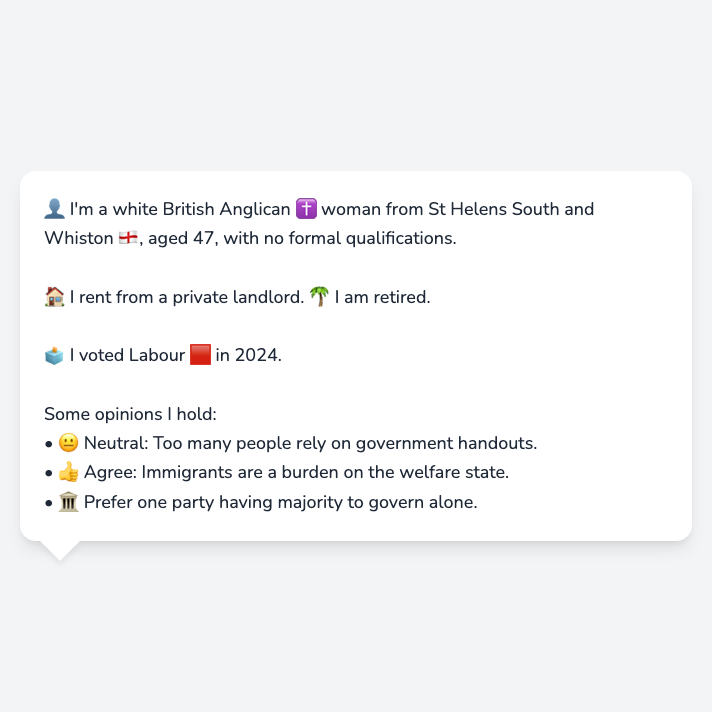 👤 I'm a white British Anglican ✝️ woman from St Helens South and
Whiston 🏴󠁧󠁢󠁥󠁮󠁧󠁿, aged 47, with no formal qualifications.
🏠 I rent from a private landlord. 🌴 I am retired.
🗳️ I voted Labour 🟥 in 2024.
Some opinions I hold:
• 😐 Neutral: Too many people rely on government handouts.
• 👍 Agree: Immigrants are a burden on the welfare state.
• 🏛️ Prefer one party having majority to govern alone.